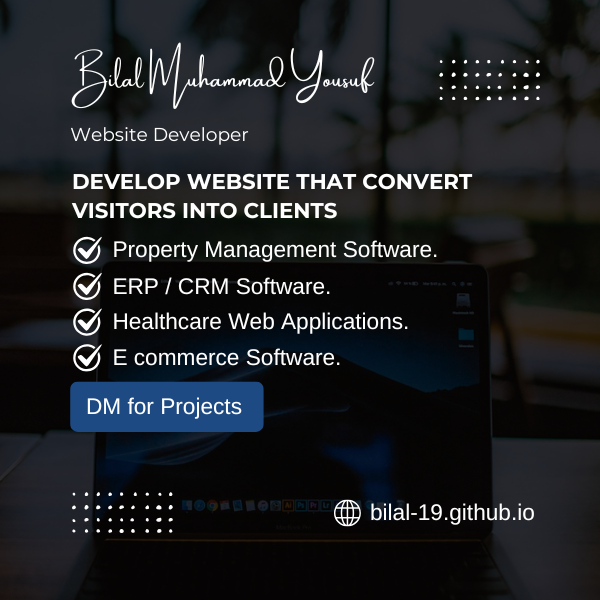 Bilal Muhammad Yousuf
Website Developer
DEVELOP WEBSITE THAT CONVERT
VISITORS INTO CLIENTS
Property Management Software.
ERP / CRM Software.
Healthcare Web Applications.
E commerce Software.
DM for Projects
bilal-19.github.io